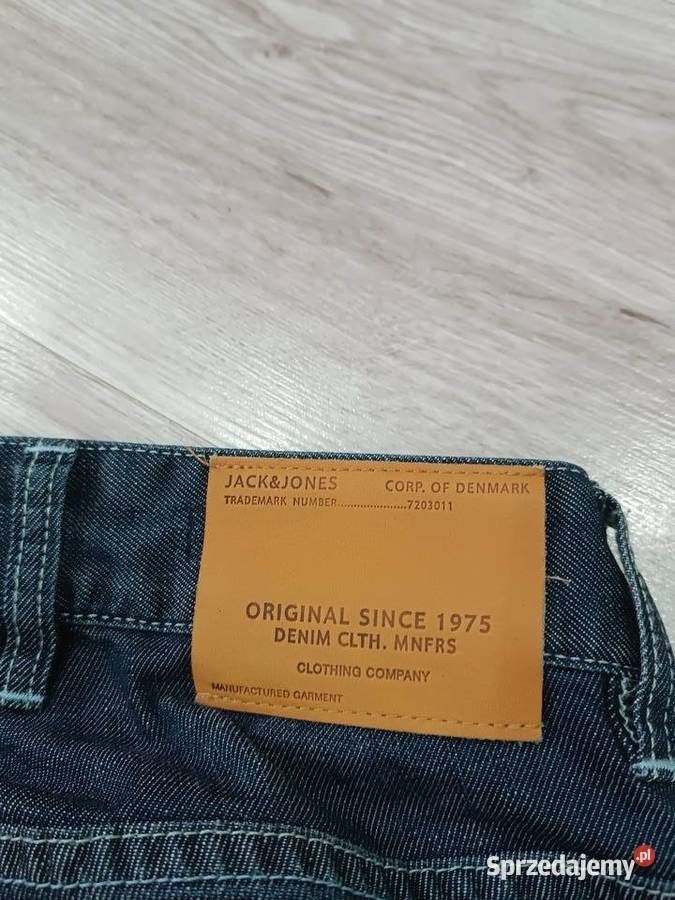 JACK&JONES CORP. OF DENMARK
TRADEMARK NUMBER.....................7203011
ORIGINAL SINCE 1975
DENIM CLTH. MNFRS
CLOTHING COMPANY
MANUFACTURED GARMENT
Sprzedajemy.pl